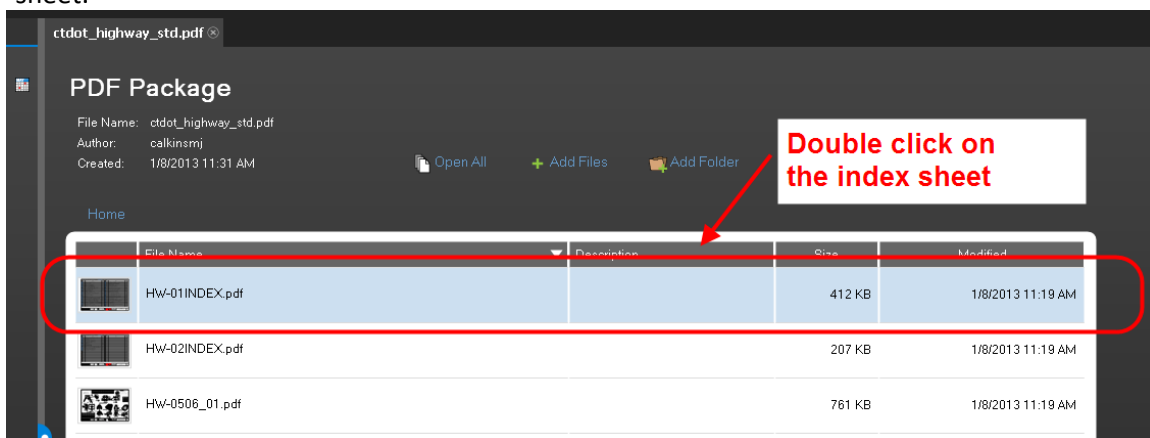 sheet.
ctdot_highway_std.pdf
PDF Package
File Name: ctdot_highway_std.pdf
Author: calkinsmj
Created: 1/8/2013 11:31 AM
Open All Add Files Add Folder
Double click on
the index sheet
Home
File Name Description Size Modified
HW-01INDEX.pdf 412 KB 1/8/2013 11:19 AM
HW-02INDEX.pdf 207 KB 1/8/2013 11:19 AM
HW-0506_01.pdf 761 KB 1/8/2013 11:19 AM